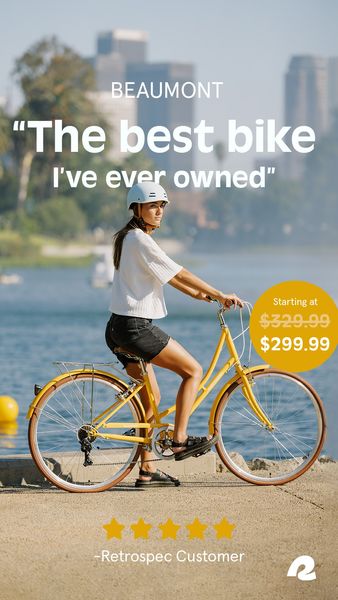 BEAUMONT
“The best bike
I've ever owned”
Starting at
$329.99
$299.99
-Retrospec Customer